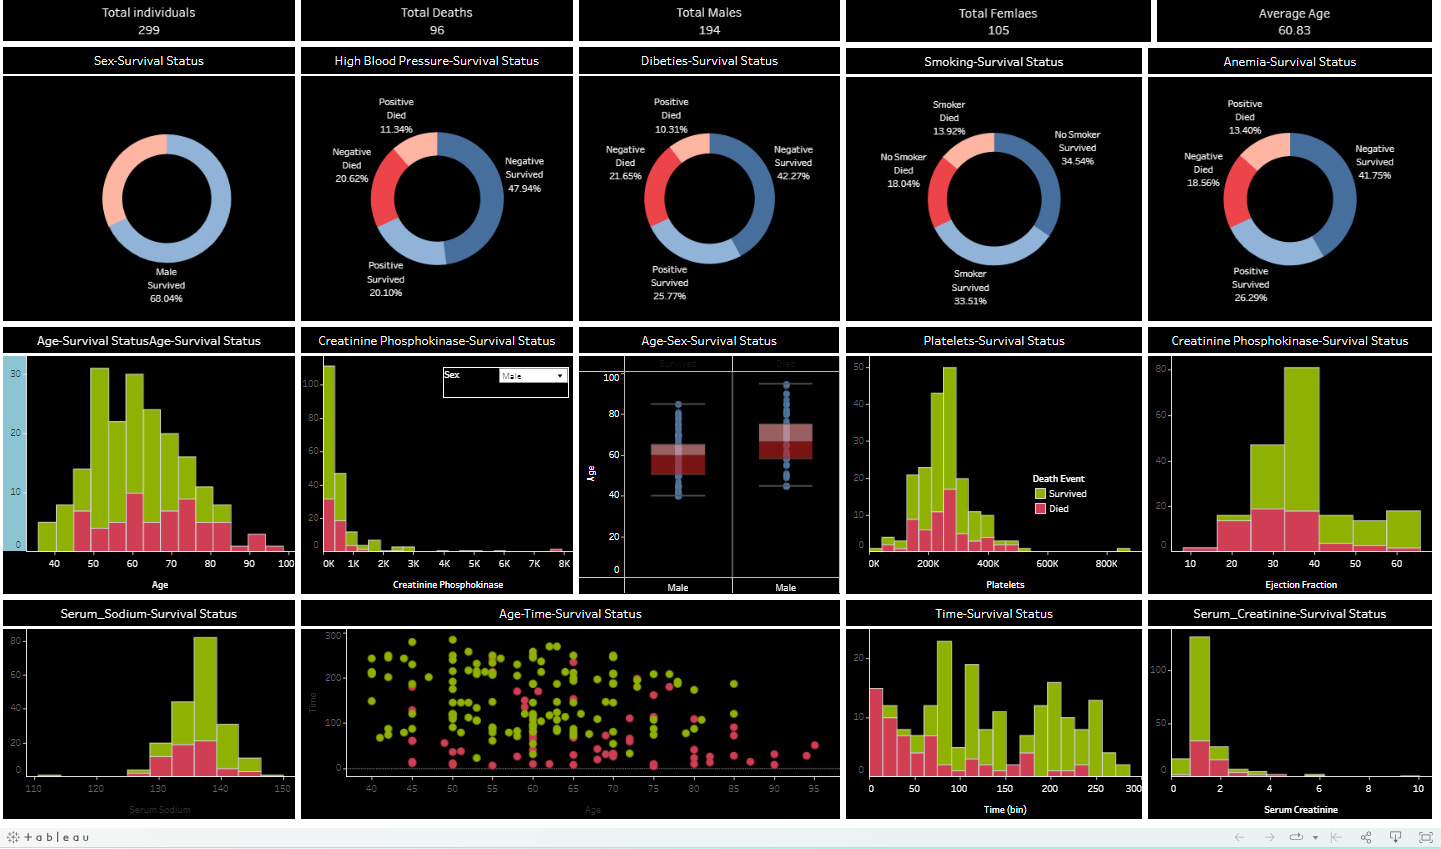 Total individuals
299
Total Deaths
96
Total Males
194
Total Femlaes
105
Average Age
60.83
Sex-Survival Status
High Blood Pressure-Survival Status
Dibeties-Survival Status
Smoking-Survival Status
Anemia-Survival Status
Male
Survived
68.04%
Positive
Died
11.34%
Negative
Died
20.62%
Negative
Survived
47.94%
Positive
Survived
20.10%
Positive
Died
10.31%
Negative
Died
21.65%
Negative
Survived
42.27%
Positive
Survived
25.77%
Smoker
Died
13.92%
No Smoker
Survived
34.54%
No Smoker
Died
18.04%
Smoker
Survived
33.51%
Positive
Died
13.40%
Negative
Died
18.56%
Negative
Survived
41.75%
Positive
Survived
26.29%
Age-Survival StatusAge-Survival Status
30
20
10
0
40 50 60 70 80 90 100
Age
Creatinine Phosphokinase-Survival Status
Sex
Male
100
80
60
40
20
0
0K 1K 2K 3K 4K 5K 6K 7K 8K
Creatinine Phosphokinase
Age-Sex-Survival Status
Survived
Died
100
80
60
40
20
0
Age
Male
Male
Platelets-Survival Status
50
40
30
20
10
0
Death Event
Survived
Died
0K 200K 400K 600K 800K
Platelets
Creatinine Phosphokinase-Survival Status
80
60
40
20
0
10 20 30 40 50 60
Ejection Fraction
Serum_Sodium-Survival Status
80
60
40
20
0
110 120 130 140 150
Serum Sodium
Age-Time-Survival Status
300
200
100
0
Time
40 45 50 55 60 65 70 75 80 85 90 95
Age
Time-Survival Status
20
10
0
0 50 100 150 200 250 300
Time (bin)
Serum_Creatinine-Survival Status
100
50
0
0 2 4 6 8 10
Serum Creatinine
+ a b l e a u